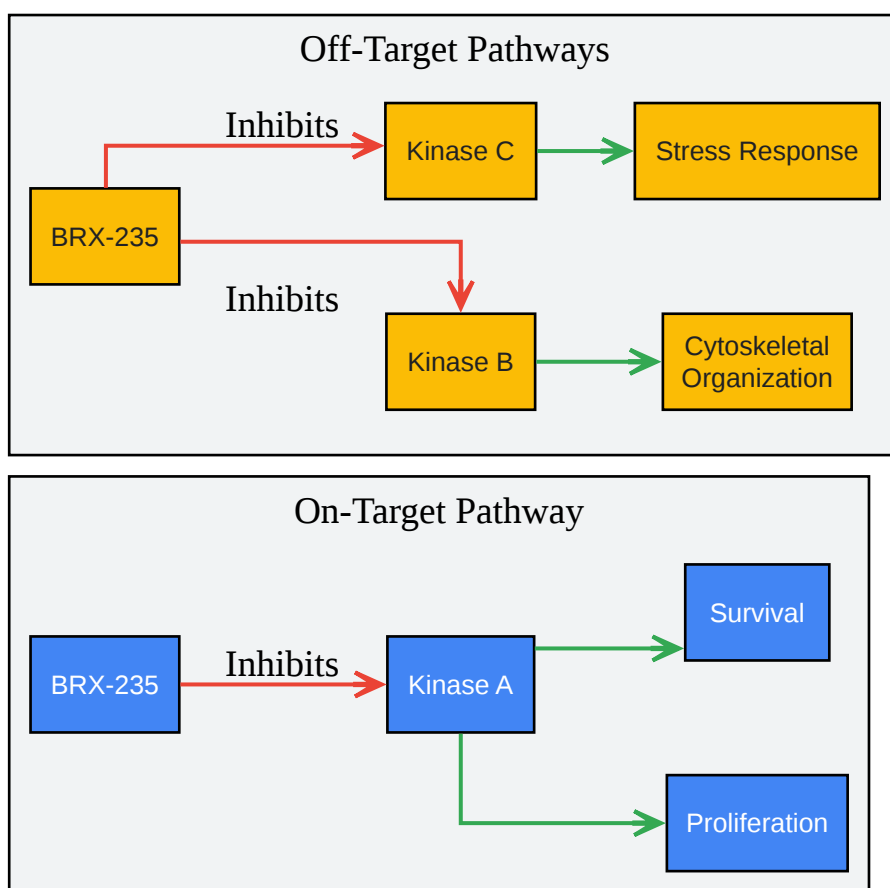 Off-Target Pathways
Inhibits
Kinase C
Stress Response
BRX-235
Inhibits
Kinase B
Cytoskeletal
Organization
On-Target Pathway
Survival
BRX-235
Inhibits
Kinase A
Proliferation